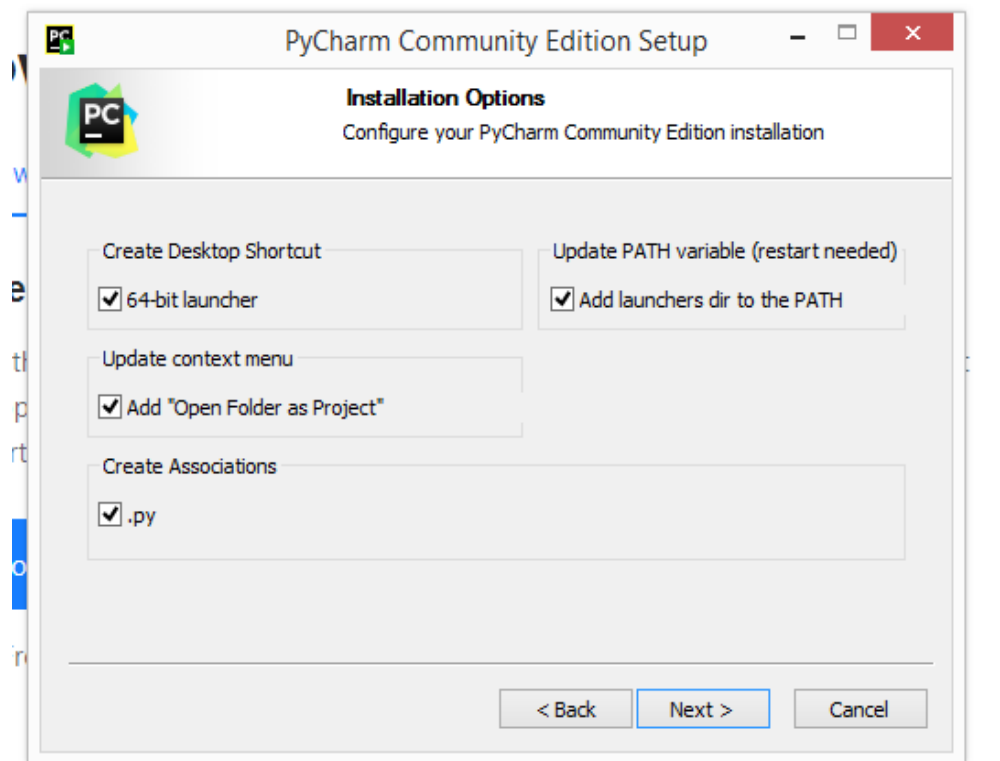 PC
PyCharm Community Edition Setup
PC
Installation Options
Configure your PyCharm Community Edition installation
Create Desktop Shortcut
64-bit launcher
Update PATH variable (restart needed)
Add launchers dir to the PATH
Update context menu
Add "Open Folder as Project"
Create Associations
.py
< Back
Next >
Cancel